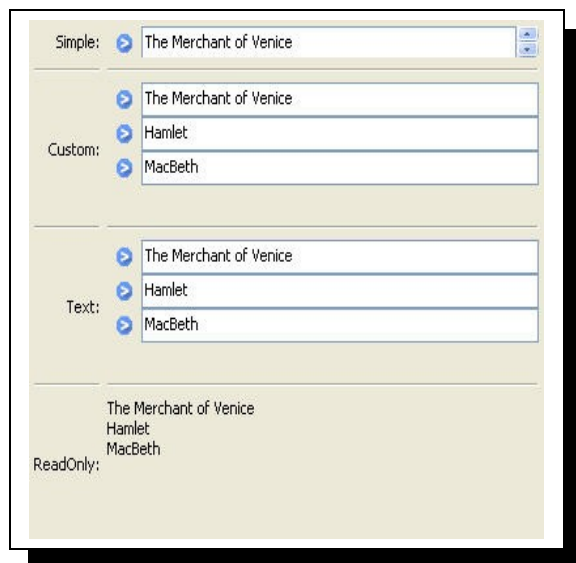 Simple: The Merchant of Venice
The Merchant of Venice
Custom: Hamlet
MacBeth
The Merchant of Venice
Text: Hamlet
MacBeth
The Merchant of Venice
Hamlet
MacBeth
ReadOnly: